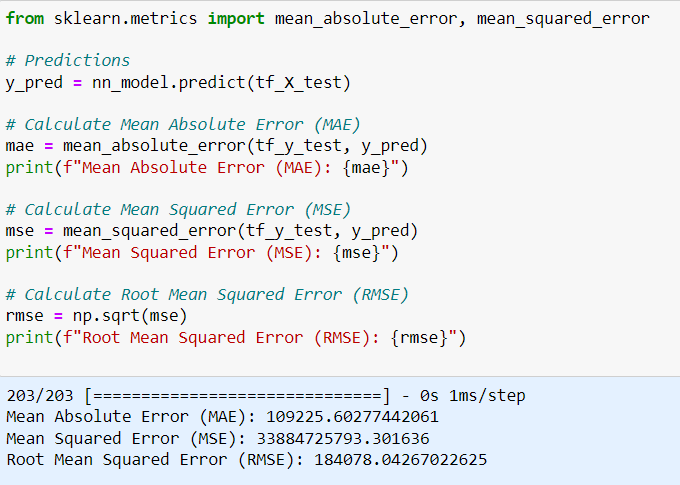 from sklearn.metrics import mean_absolute_error, mean_squared_error
# Predictions
y_pred = nn_model.predict(tf_X_test)
# Calculate Mean Absolute Error (MAE)
mae = mean_absolute_error(tf_y_test, y_pred)
print(f"Mean Absolute Error (MAE): {mae}")
# Calculate Mean Squared Error (MSE)
mse = mean_squared_error(tf_y_test, y_pred)
print(f"Mean Squared Error (MSE): {mse}")
# Calculate Root Mean Squared Error (RMSE)
rmse = np.sqrt(mse)
print(f"Root Mean Squared Error (RMSE): {rmse}")
203/203 [==============================] - 0s 1ms/step
Mean Absolute Error (MAE): 109225.60277442061
Mean Squared Error (MSE): 33884725793.301636
Root Mean Squared Error (RMSE): 184078.04267022625